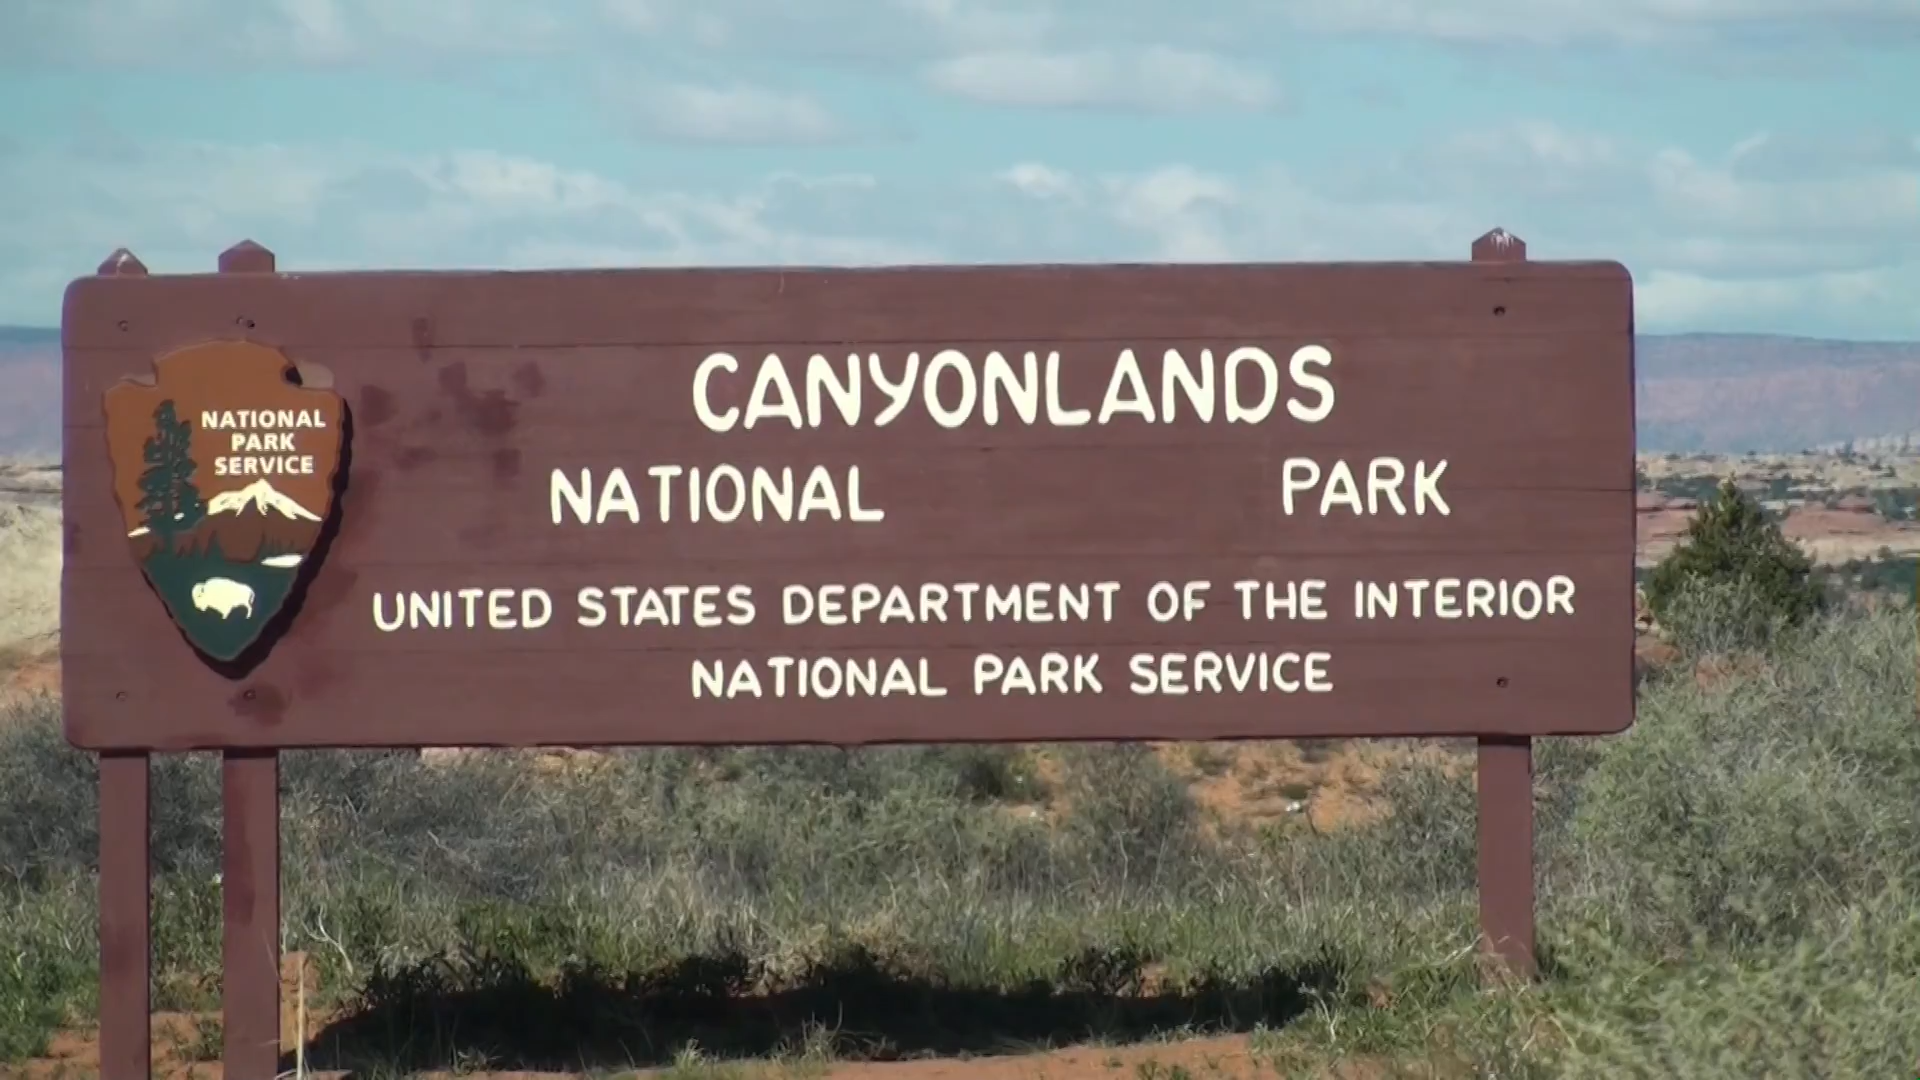 NATIONAL
PARK
SERVICE
CANYONLANDS
NATIONAL PARK
UNITED STATES DEPARTMENT OF THE INTERIOR
NATIONAL PARK SERVICE